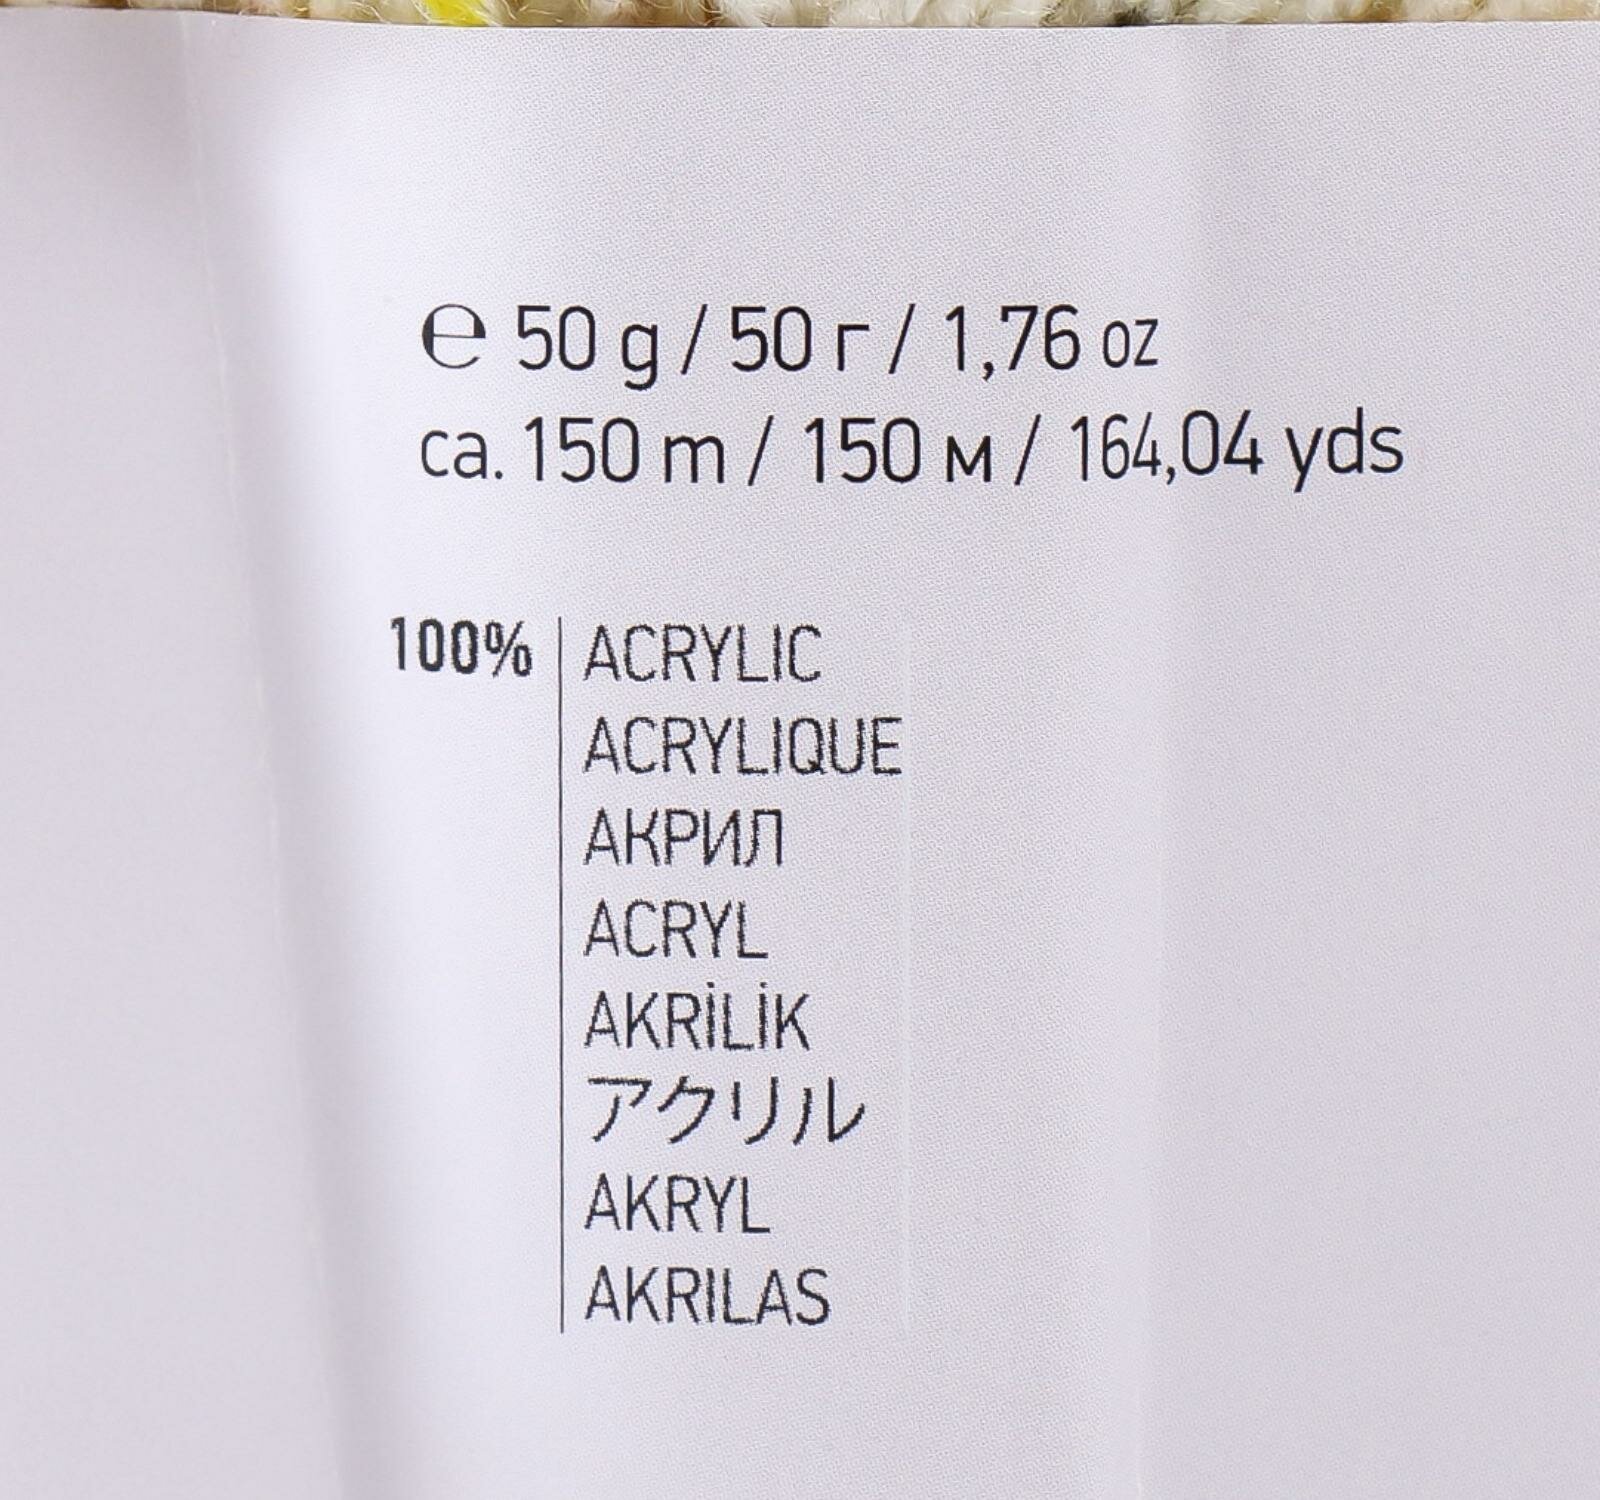 ℮ 50 g / 50 г / 1,76 oz
ca. 150 m / 150 м / 164,04 yds
100% ACRYLIC
ACRYLIQUE
АКРИЛ
ACRYL
AKRİLİK
アクリル
AKRYL
AKRILAS